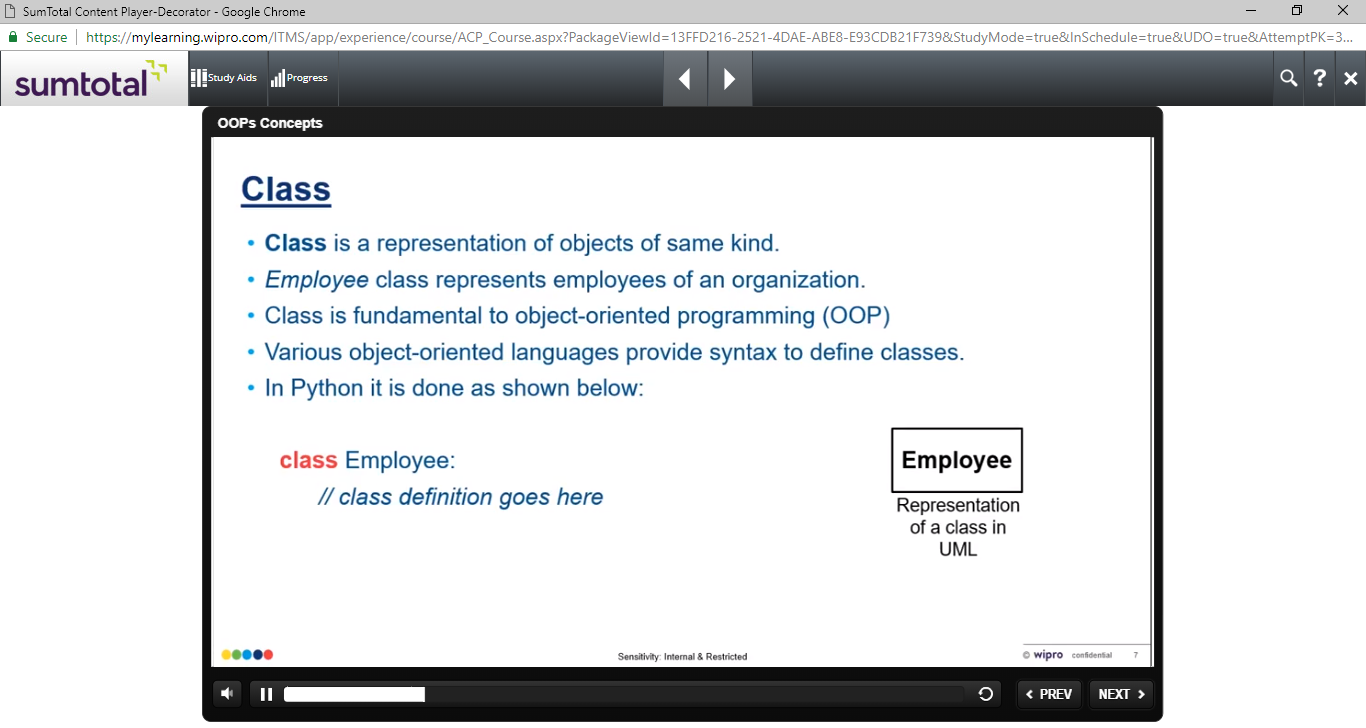 SumTotal Content Player-Decorator - Google Chrome
Secure https://mylearning.wipro.com/ITMS/app/experience/course/ACP_Course.aspx?PackageViewId=13FFD216-2521-4DAE-ABE8-E93CDB21F739&StudyMode=true&InSchedule=true&UDO=true&AttemptPK=3...
sumtotal Study Aids Progress ?
OOPs Concepts
Class
• Class is a representation of objects of same kind.
• Employee class represents employees of an organization.
• Class is fundamental to object-oriented programming (OOP)
• Various object-oriented languages provide syntax to define classes.
• In Python it is done as shown below:
class Employee:
// class definition goes here
Employee
Representation
of a class in
UML
Sensitivity: Internal & Restricted
© wipro confidential 7
PREV NEXT